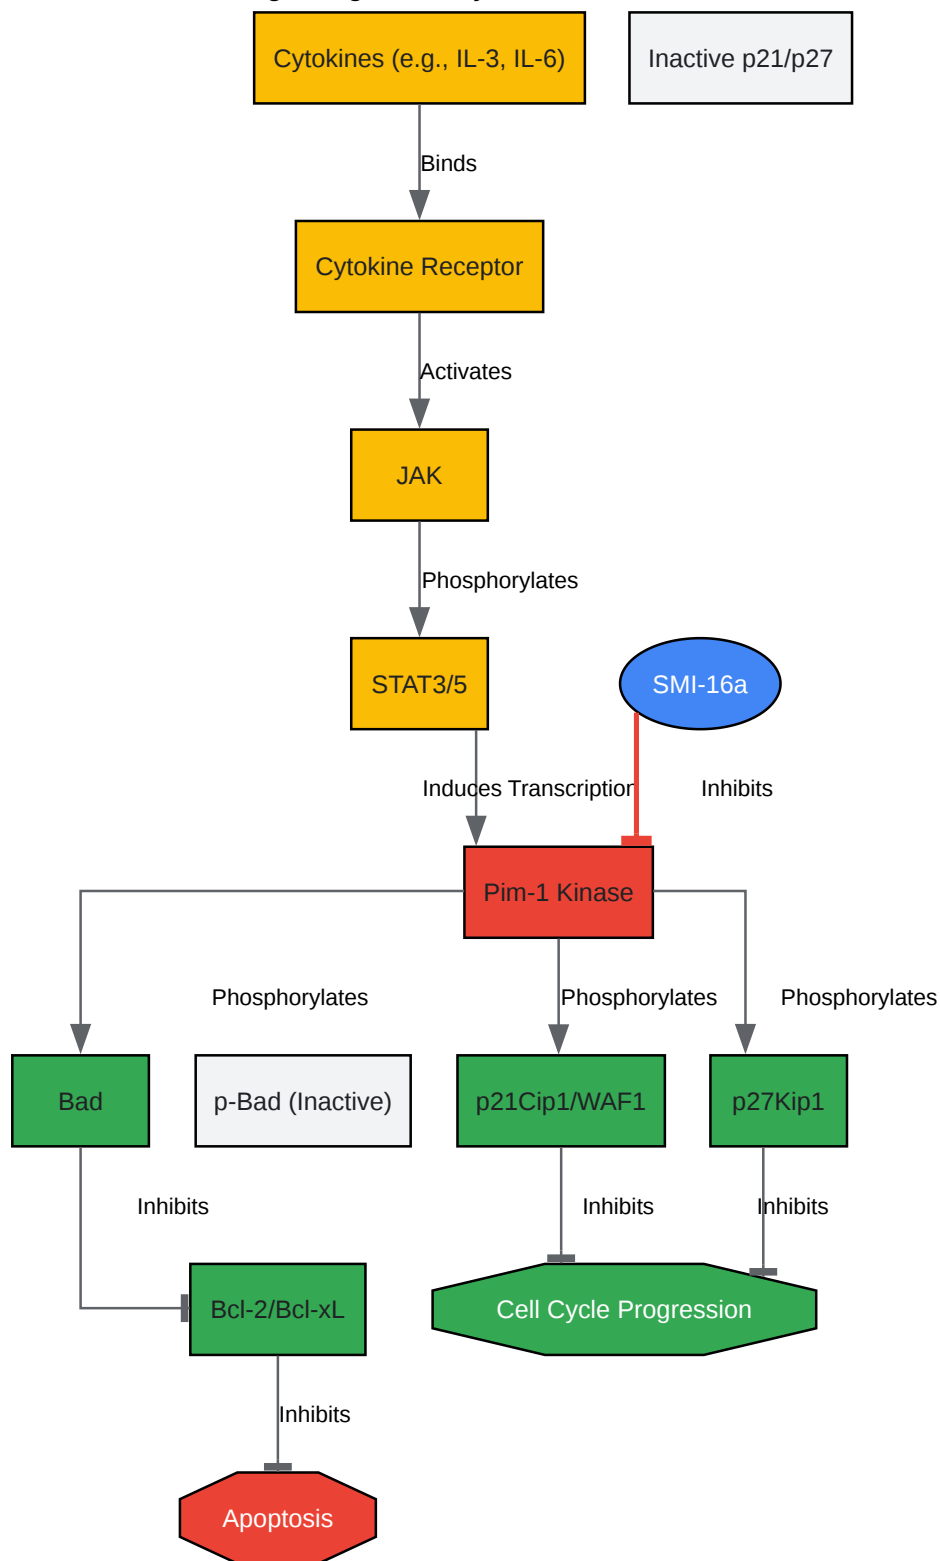 Cytokines (e.g., IL-3, IL-6)
Inactive p21/p27
Binds
Cytokine Receptor
Activates
JAK
Phosphorylates
STAT3/5
SMI-16a
Induces Transcription
Inhibits
Pim-1 Kinase
Phosphorylates
Phosphorylates
Phosphorylates
Bad
p-Bad (Inactive)
p21Cip1/WAF1
p27Kip1
Inhibits
Inhibits
Inhibits
Bcl-2/Bcl-xL
Cell Cycle Progression
Inhibits
Apoptosis